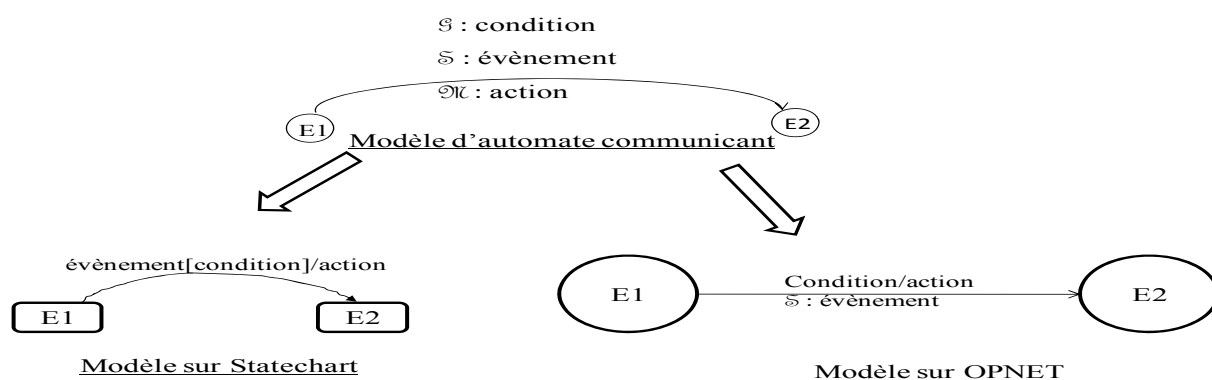 𝒢 : condition
𝒮 : évènement
ℳ : action
E1
E2
Modèle d'automate communicant
évènement[condition]/action
E1
E2
Modèle sur Statechart
E1
Condition/action
𝒮 : évènement
E2
Modèle sur OPNET